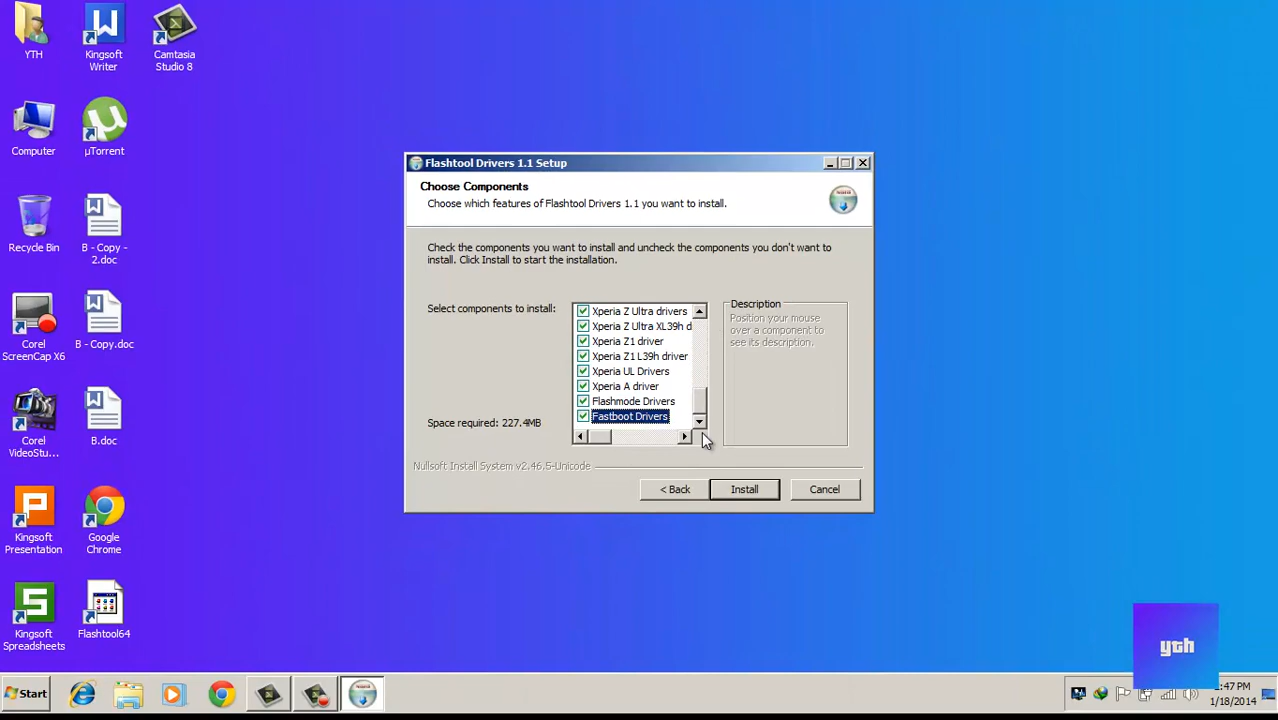 YTH
Kingsoft
Writer
Camtasia
Studio 8
Computer
µTorrent
Recycle Bin
B - Copy -
2.doc
Corel
ScreenCap X6
B - Copy.doc
Corel
VideoStu...
B.doc
Kingsoft
Presentation
Google
Chrome
Kingsoft
Spreadsheets
Flashtool64
Flashtool Drivers 1.1 Setup
Choose Components
Choose which features of Flashtool Drivers 1.1 you want to install.
Check the components you want to install and uncheck the components you don't want to
install. Click Install to start the installation.
Select components to install:
Xperia Z Ultra drivers
Xperia Z Ultra XL39h d
Xperia Z1 driver
Xperia Z1 L39h driver
Xperia UL Drivers
Xperia A driver
Flashmode Drivers
Fastboot Drivers
Description
Position your mouse
over a component to
see its description.
Space required: 227.4MB
Nullsoft Install System v2.46.5-Unicode
< Back
Install
Cancel
yth
Start
2:47 PM
1/18/2014